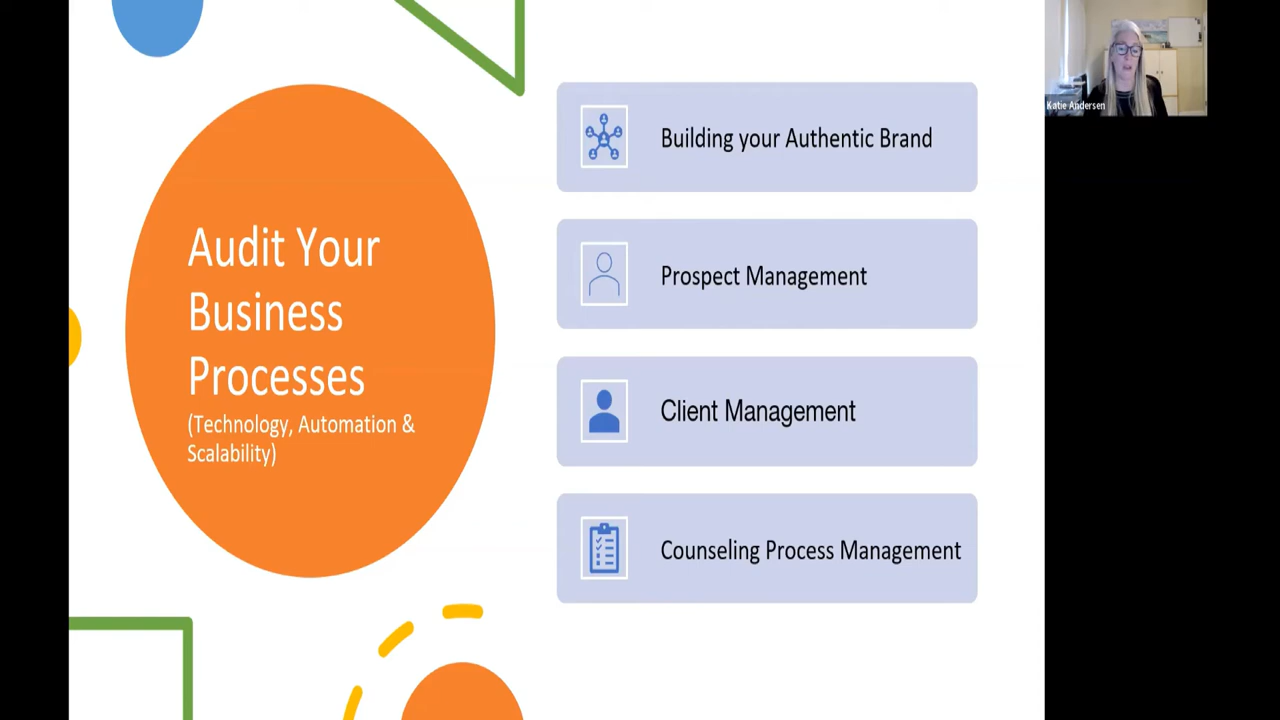 Audit Your
Business
Processes
(Technology, Automation &
Scalability)
Building your Authentic Brand
Prospect Management
Client Management
Counseling Process Management
Katie Andersen